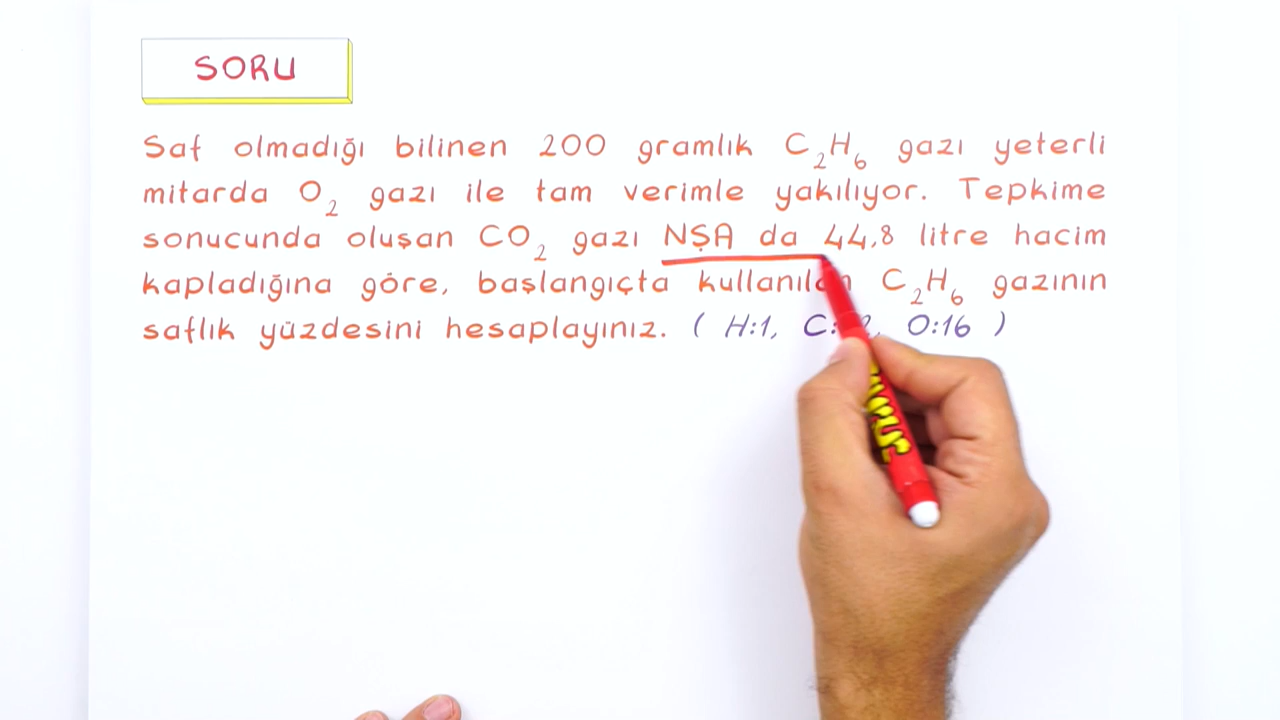 SORU
Saf olmadığı bilinen 200 gramlık C₂H₆ gazı yeterli
mitarda O₂ gazı ile tam verimle yakılıyor. Tepkime
sonucunda oluşan CO₂ gazı NŞA da 44,8 litre hacim
kapladığına göre, başlangıçta kullanılan C₂H₆ gazının
saflık yüzdesini hesaplayınız. ( H:1, C: 2, O:16 )